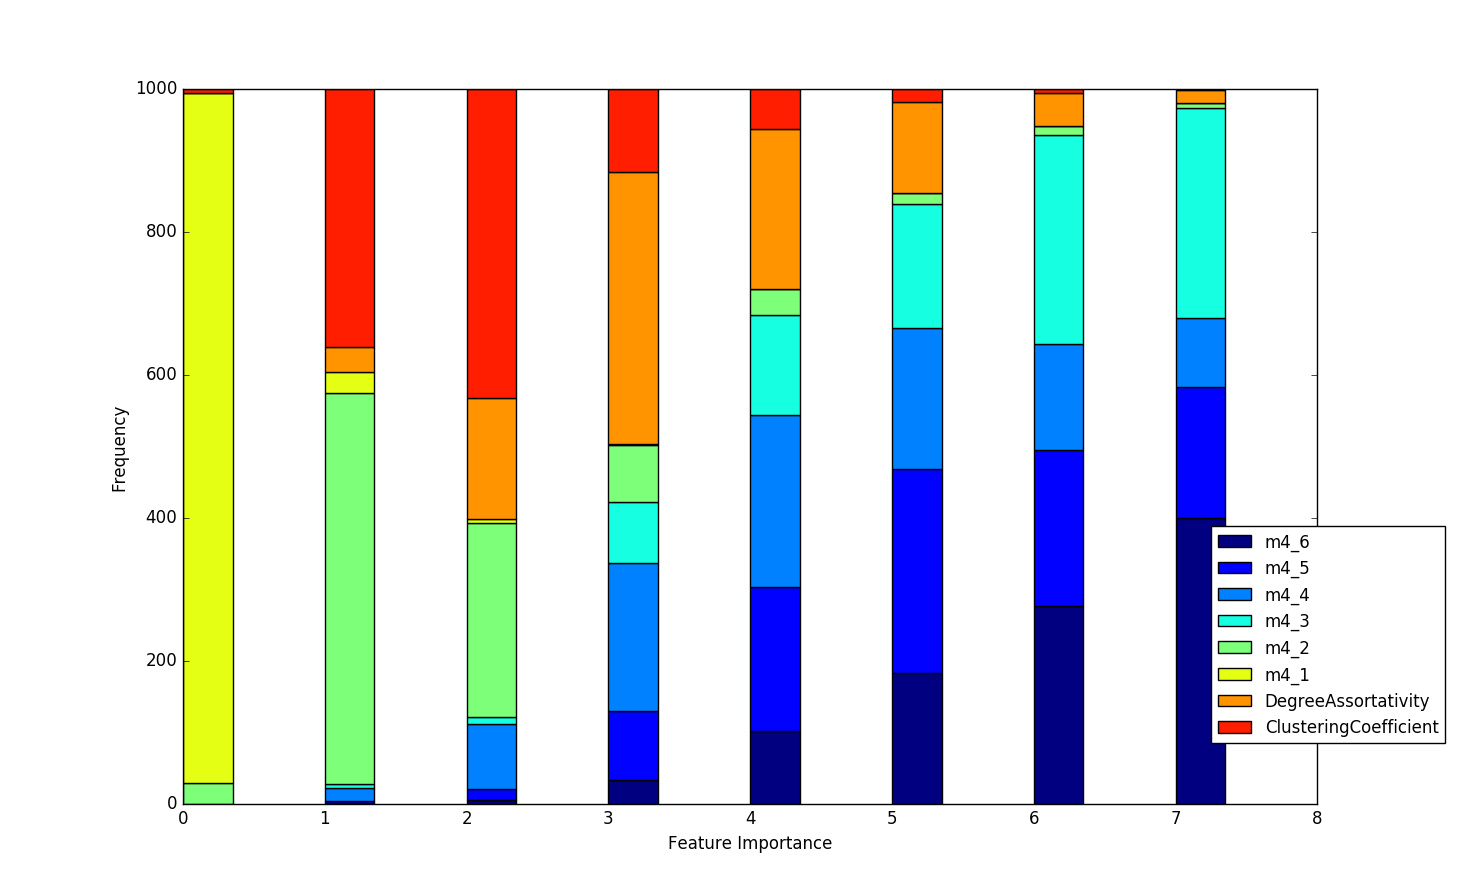 1000
800
600
400
200
0
Frequency
0 1 2 3 4 5 6 7 8
Feature Importance
m4_6
m4_5
m4_4
m4_3
m4_2
m4_1
DegreeAssortativity
ClusteringCoefficient